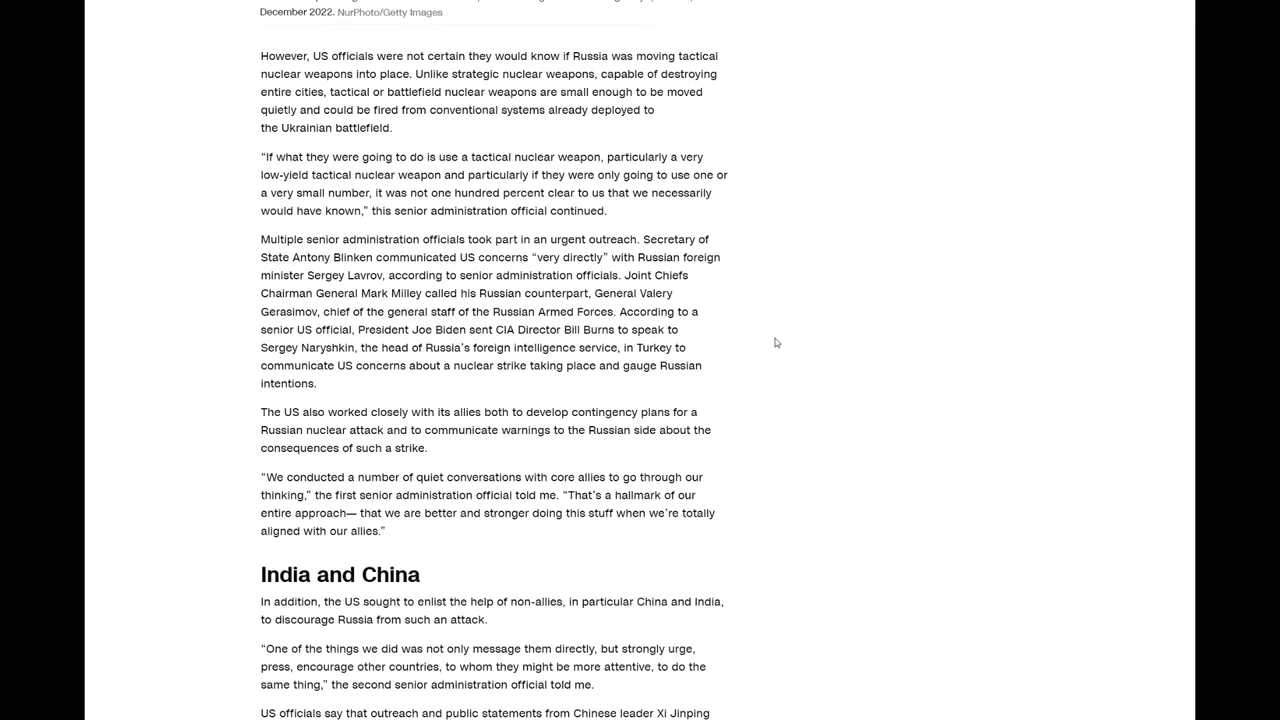 December 2022. NurPhoto/Getty Images
However, US officials were not certain they would know if Russia was moving tactical
nuclear weapons into place. Unlike strategic nuclear weapons, capable of destroying
entire cities, tactical or battlefield nuclear weapons are small enough to be moved
quietly and could be fired from conventional systems already deployed to
the Ukrainian battlefield.
“If what they were going to do is use a tactical nuclear weapon, particularly a very
low-yield tactical nuclear weapon and particularly if they were only going to use one or
a very small number, it was not one hundred percent clear to us that we necessarily
would have known,” this senior administration official continued.
Multiple senior administration officials took part in an urgent outreach. Secretary of
State Antony Blinken communicated US concerns “very directly” with Russian foreign
minister Sergey Lavrov, according to senior administration officials. Joint Chiefs
Chairman General Mark Milley called his Russian counterpart, General Valery
Gerasimov, chief of the general staff of the Russian Armed Forces. According to a
senior US official, President Joe Biden sent CIA Director Bill Burns to speak to
Sergey Naryshkin, the head of Russia’s foreign intelligence service, in Turkey to
communicate US concerns about a nuclear strike taking place and gauge Russian
intentions.
The US also worked closely with its allies both to develop contingency plans for a
Russian nuclear attack and to communicate warnings to the Russian side about the
consequences of such a strike.
“We conducted a number of quiet conversations with core allies to go through our
thinking,” the first senior administration official told me. “That’s a hallmark of our
entire approach— that we are better and stronger doing this stuff when we’re totally
aligned with our allies.”
India and China
In addition, the US sought to enlist the help of non-allies, in particular China and India,
to discourage Russia from such an attack.
“One of the things we did was not only message them directly, but strongly urge,
press, encourage other countries, to whom they might be more attentive, to do the
same thing,” the second senior administration official told me.
US officials say that outreach and public statements from Chinese leader Xi Jinping